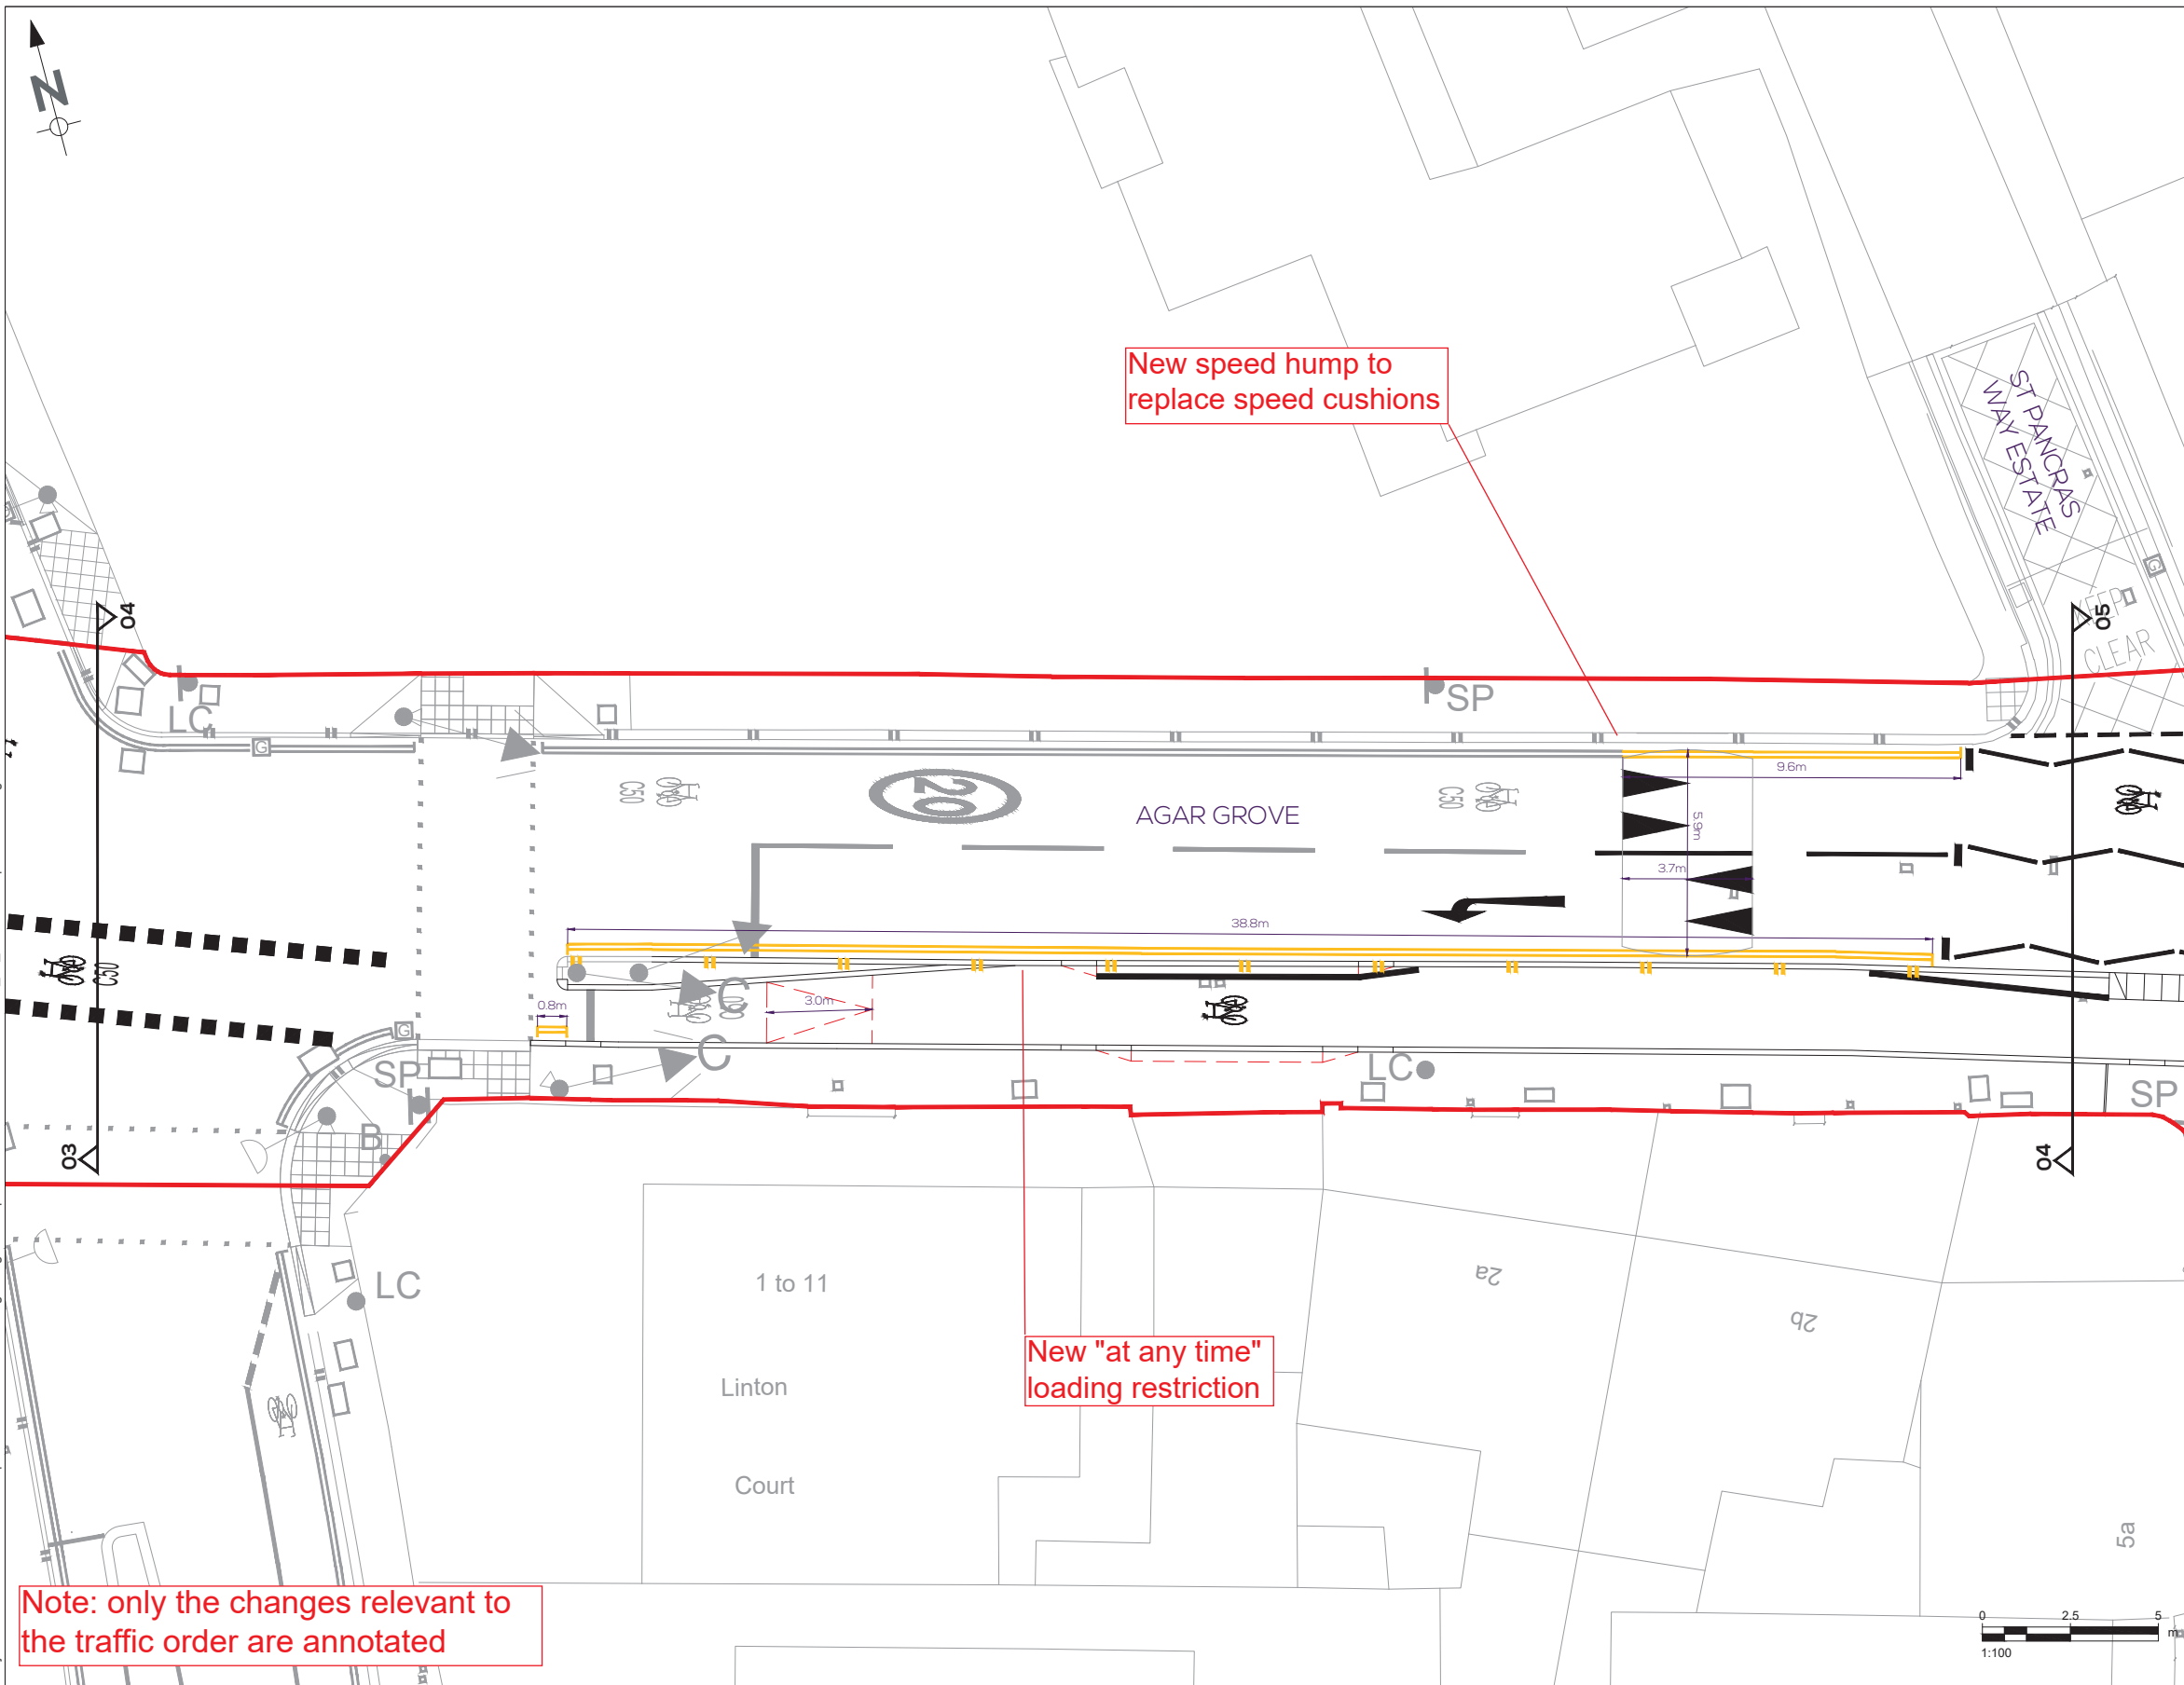 N
New speed hump to
replace speed cushions
ST PANCRAS
WAY ESTATE
KEEP
CLEAR
04
05
LC
G
SP
G
C50
20
C50
AGAR GROVE
9.6m
5.9m
3.7m
38.8m
C50
C
3.0m
0.8m
G
C
SP
LC
SP
B
03
04
LC
1 to 11
Linton
Court
2a
2b
5a
New "at any time"
loading restriction
Note: only the changes relevant to
the traffic order are annotated
0 2.5 5
m
1:100